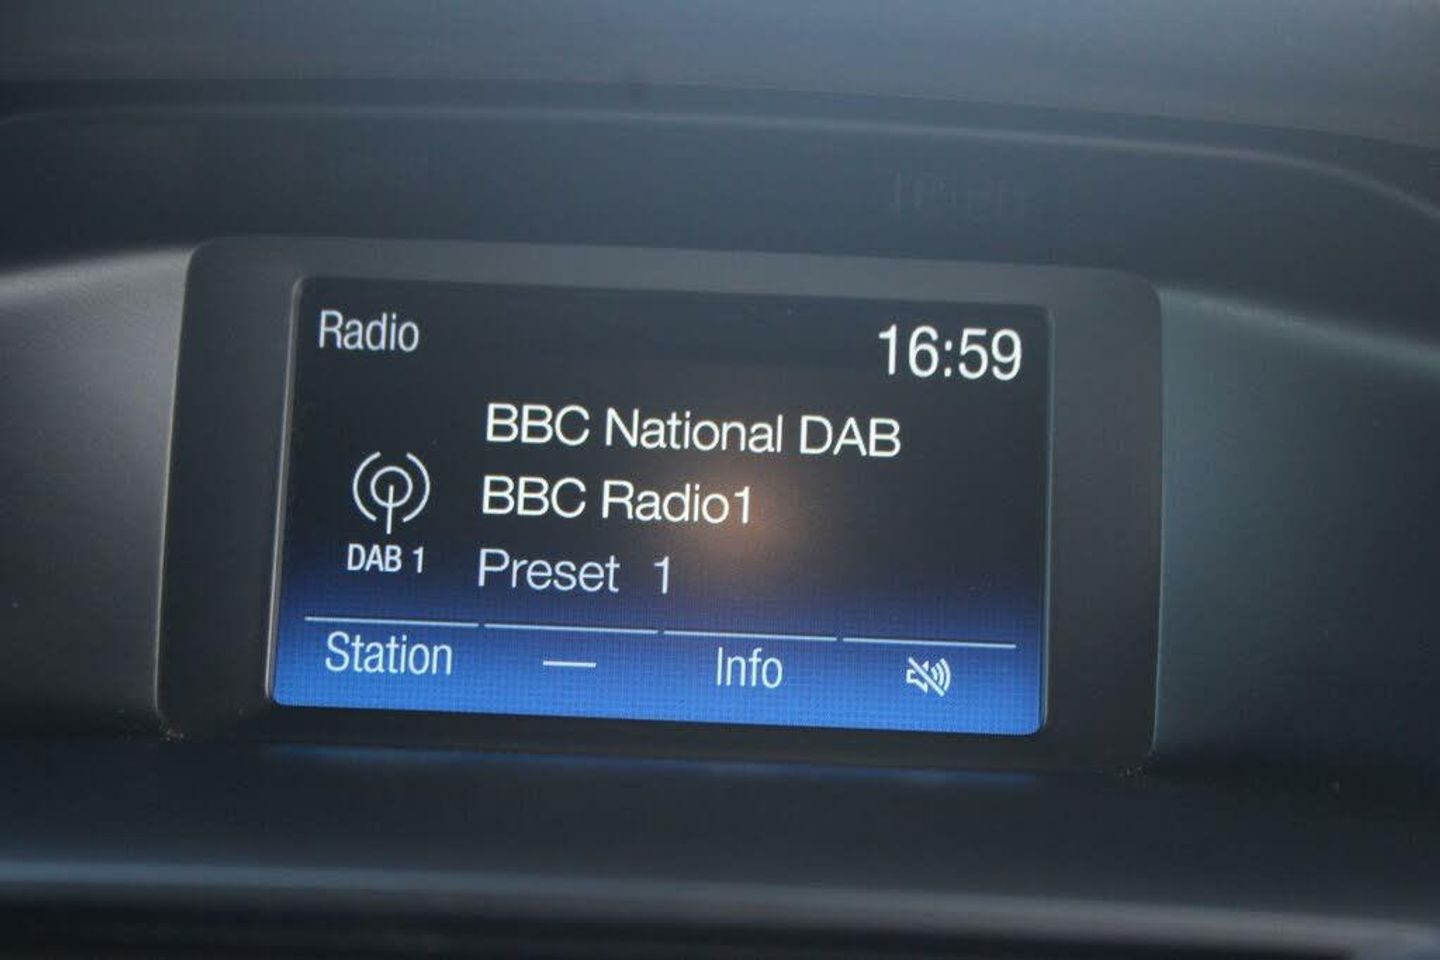 Radio
16:59
BBC National DAB
BBC Radio1
DAB 1
Preset 1
Station
Info